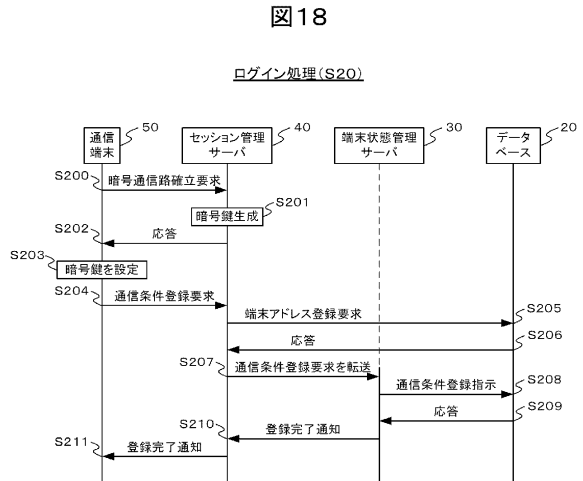 図18
ログイン処理(S20)
50
40
30
20
通信
端末
セッション管理
サーバ
端末状態管理
サーバ
データ
ベース
S200
暗号通信路確立要求
S201
暗号鍵生成
S202
応答
S203
暗号鍵を設定
S204
通信条件登録要求
端末アドレス登録要求
S205
応答
S206
S207
通信条件登録要求を転送
通信条件登録指示
S208
応答
S209
S210
登録完了通知
S211
登録完了通知